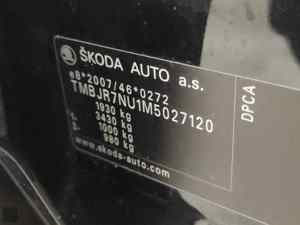 ŠKODA AUTO a.s.
e8*2007/46*0272
TMBJR7NU1M5027120
1930 kg
3430 kg
1- 1000 kg
2- 980 kg
www.skoda-auto.com
DPCA